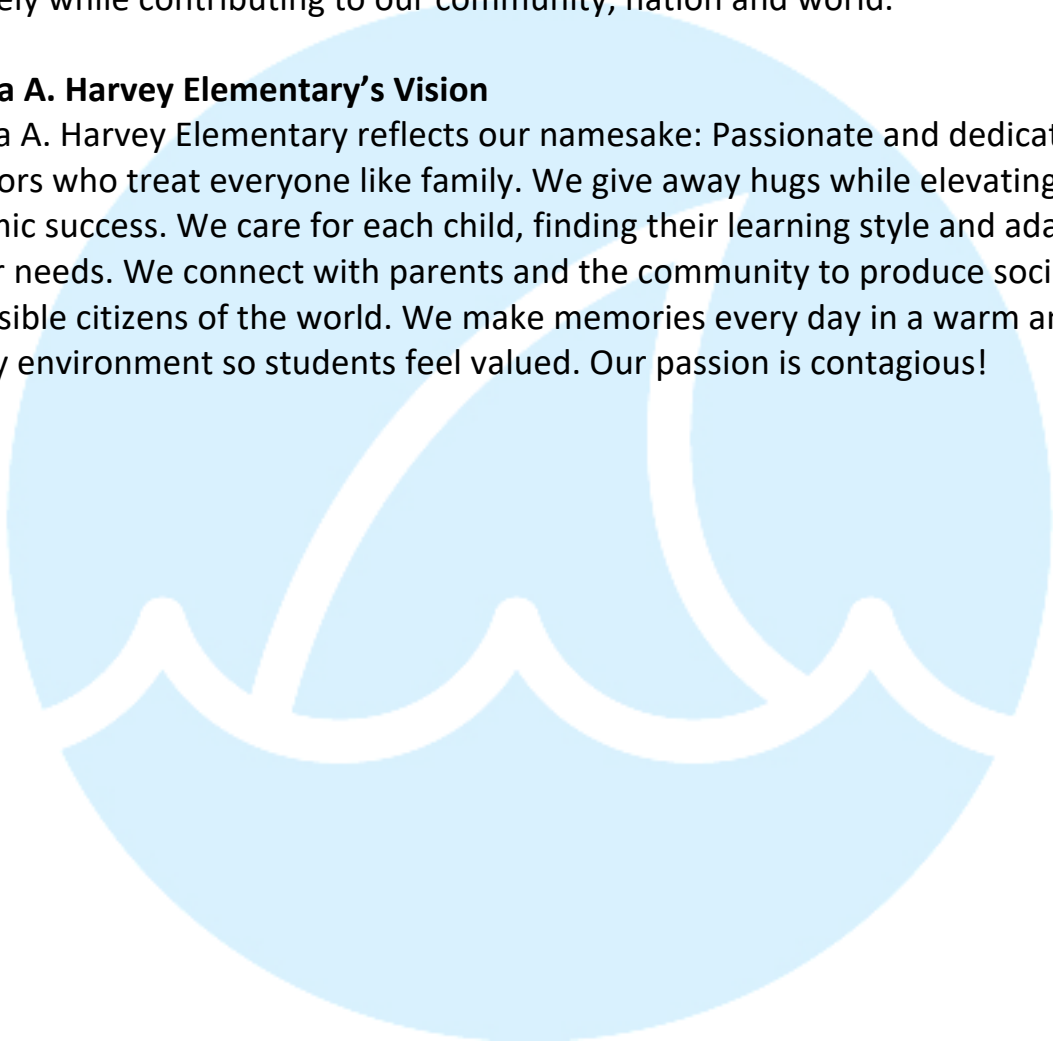 ely while contributing to our community, nation and world.
a A. Harvey Elementary’s Vision
a A. Harvey Elementary reflects our namesake: Passionate and dedicat
ors who treat everyone like family. We give away hugs while elevating
nic success. We care for each child, finding their learning style and ada
r needs. We connect with parents and the community to produce soci
sible citizens of the world. We make memories every day in a warm an
y environment so students feel valued. Our passion is contagious!